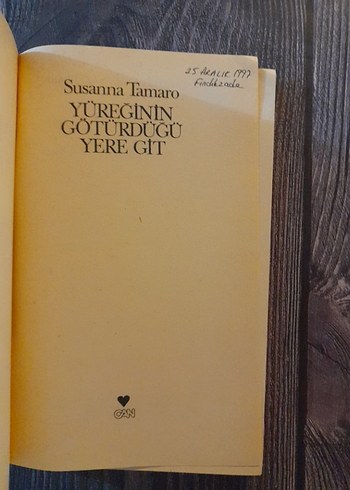 25 ARALIK 1997
Fındıkzade
Susanna Tamaro
YÜREĞİNİN
GÖTÜRDÜĞÜ
YERE GİT
CAN